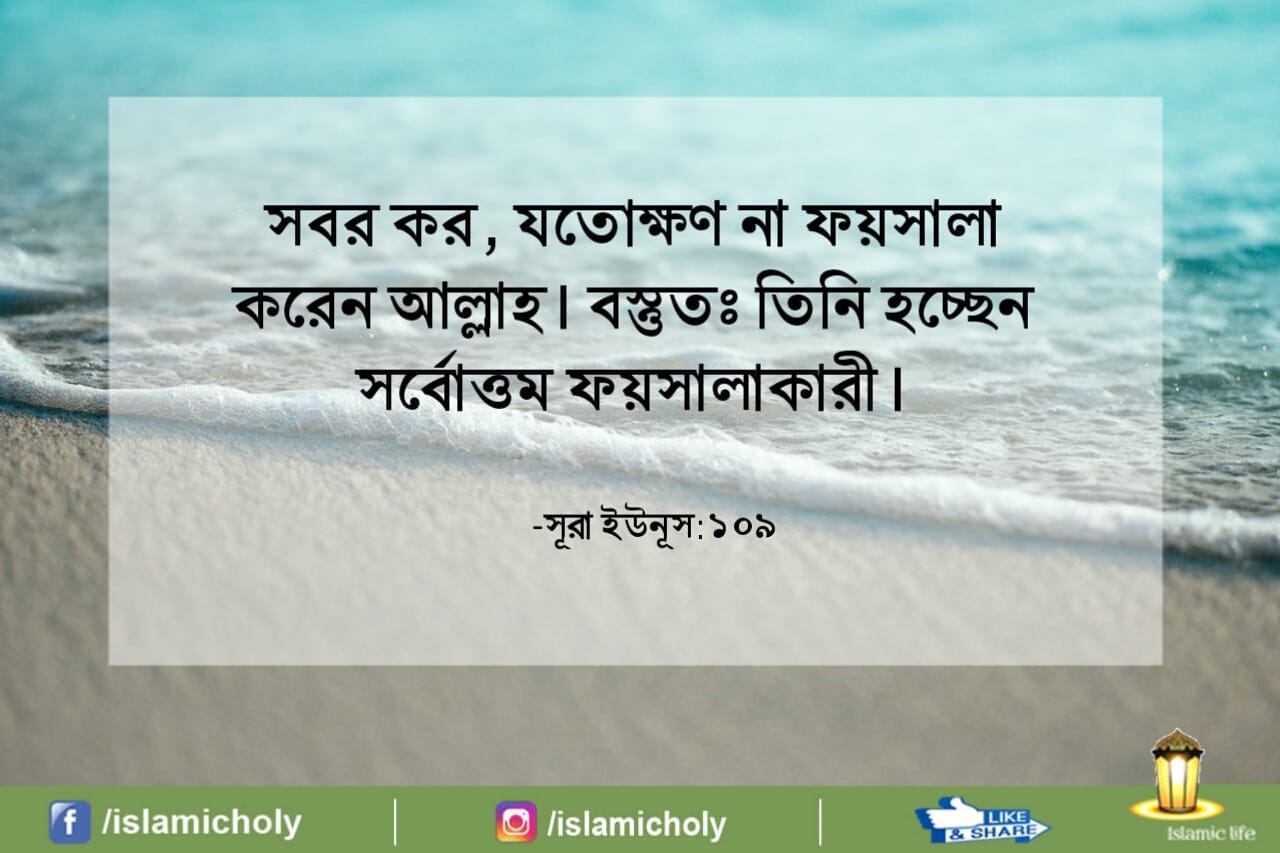 সবর কর, যতোক্ষণ না ফয়সালা
করেন আল্লাহ। বস্তুতঃ তিনি হচ্ছেন
সর্বোত্তম ফয়সালাকারী।
-সূরা ইউনূস:১০৯
/islamicholy
/islamicholy
LIKE
& SHARE
Islamic life